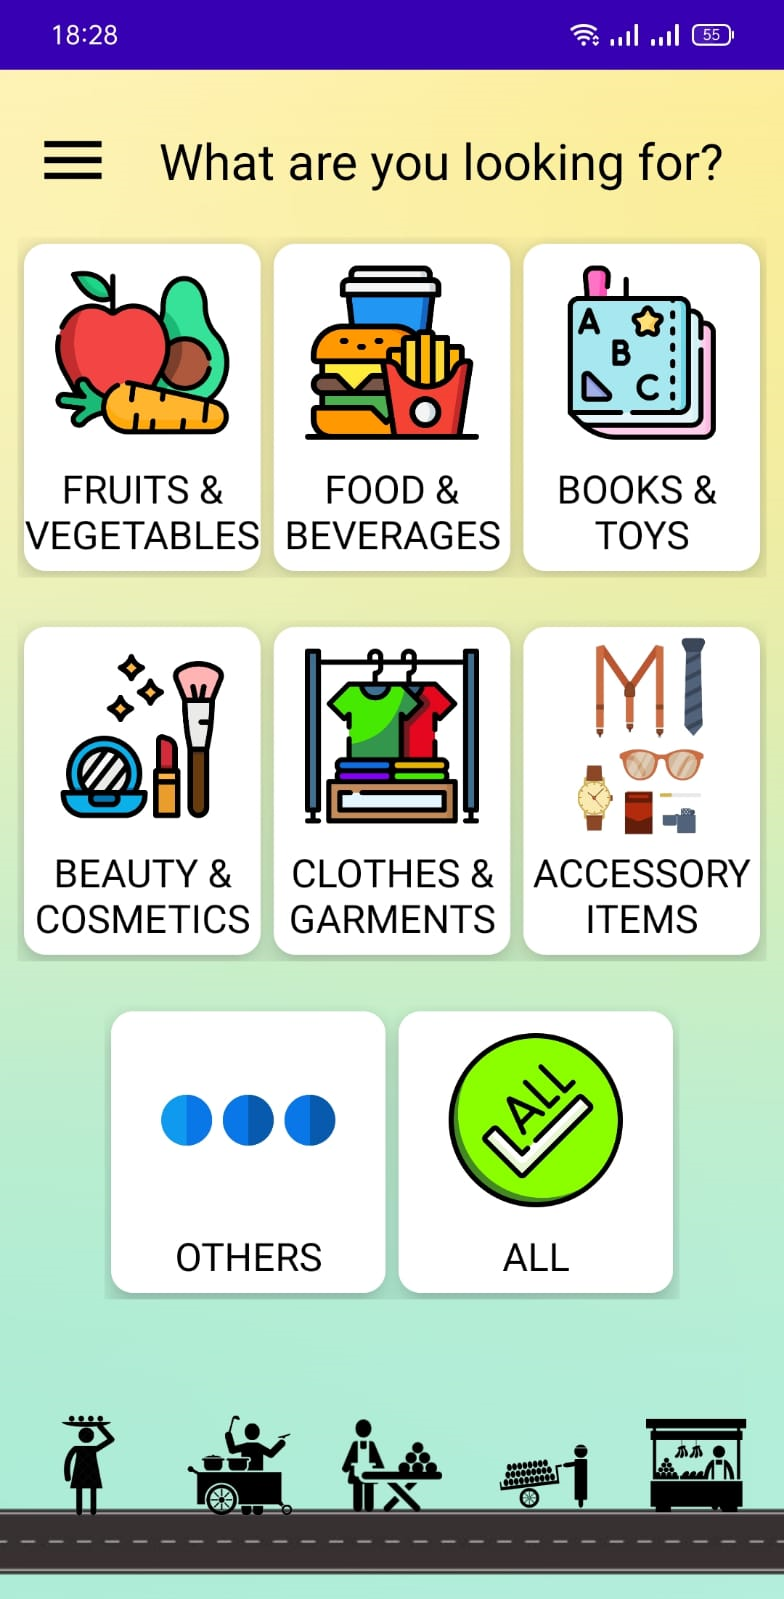 18:28
55
What are you looking for?
A
B
C
FRUITS &
VEGETABLES
FOOD &
BEVERAGES
BOOKS &
TOYS
BEAUTY &
COSMETICS
CLOTHES &
GARMENTS
ACCESSORY
ITEMS
ALL
OTHERS
ALL